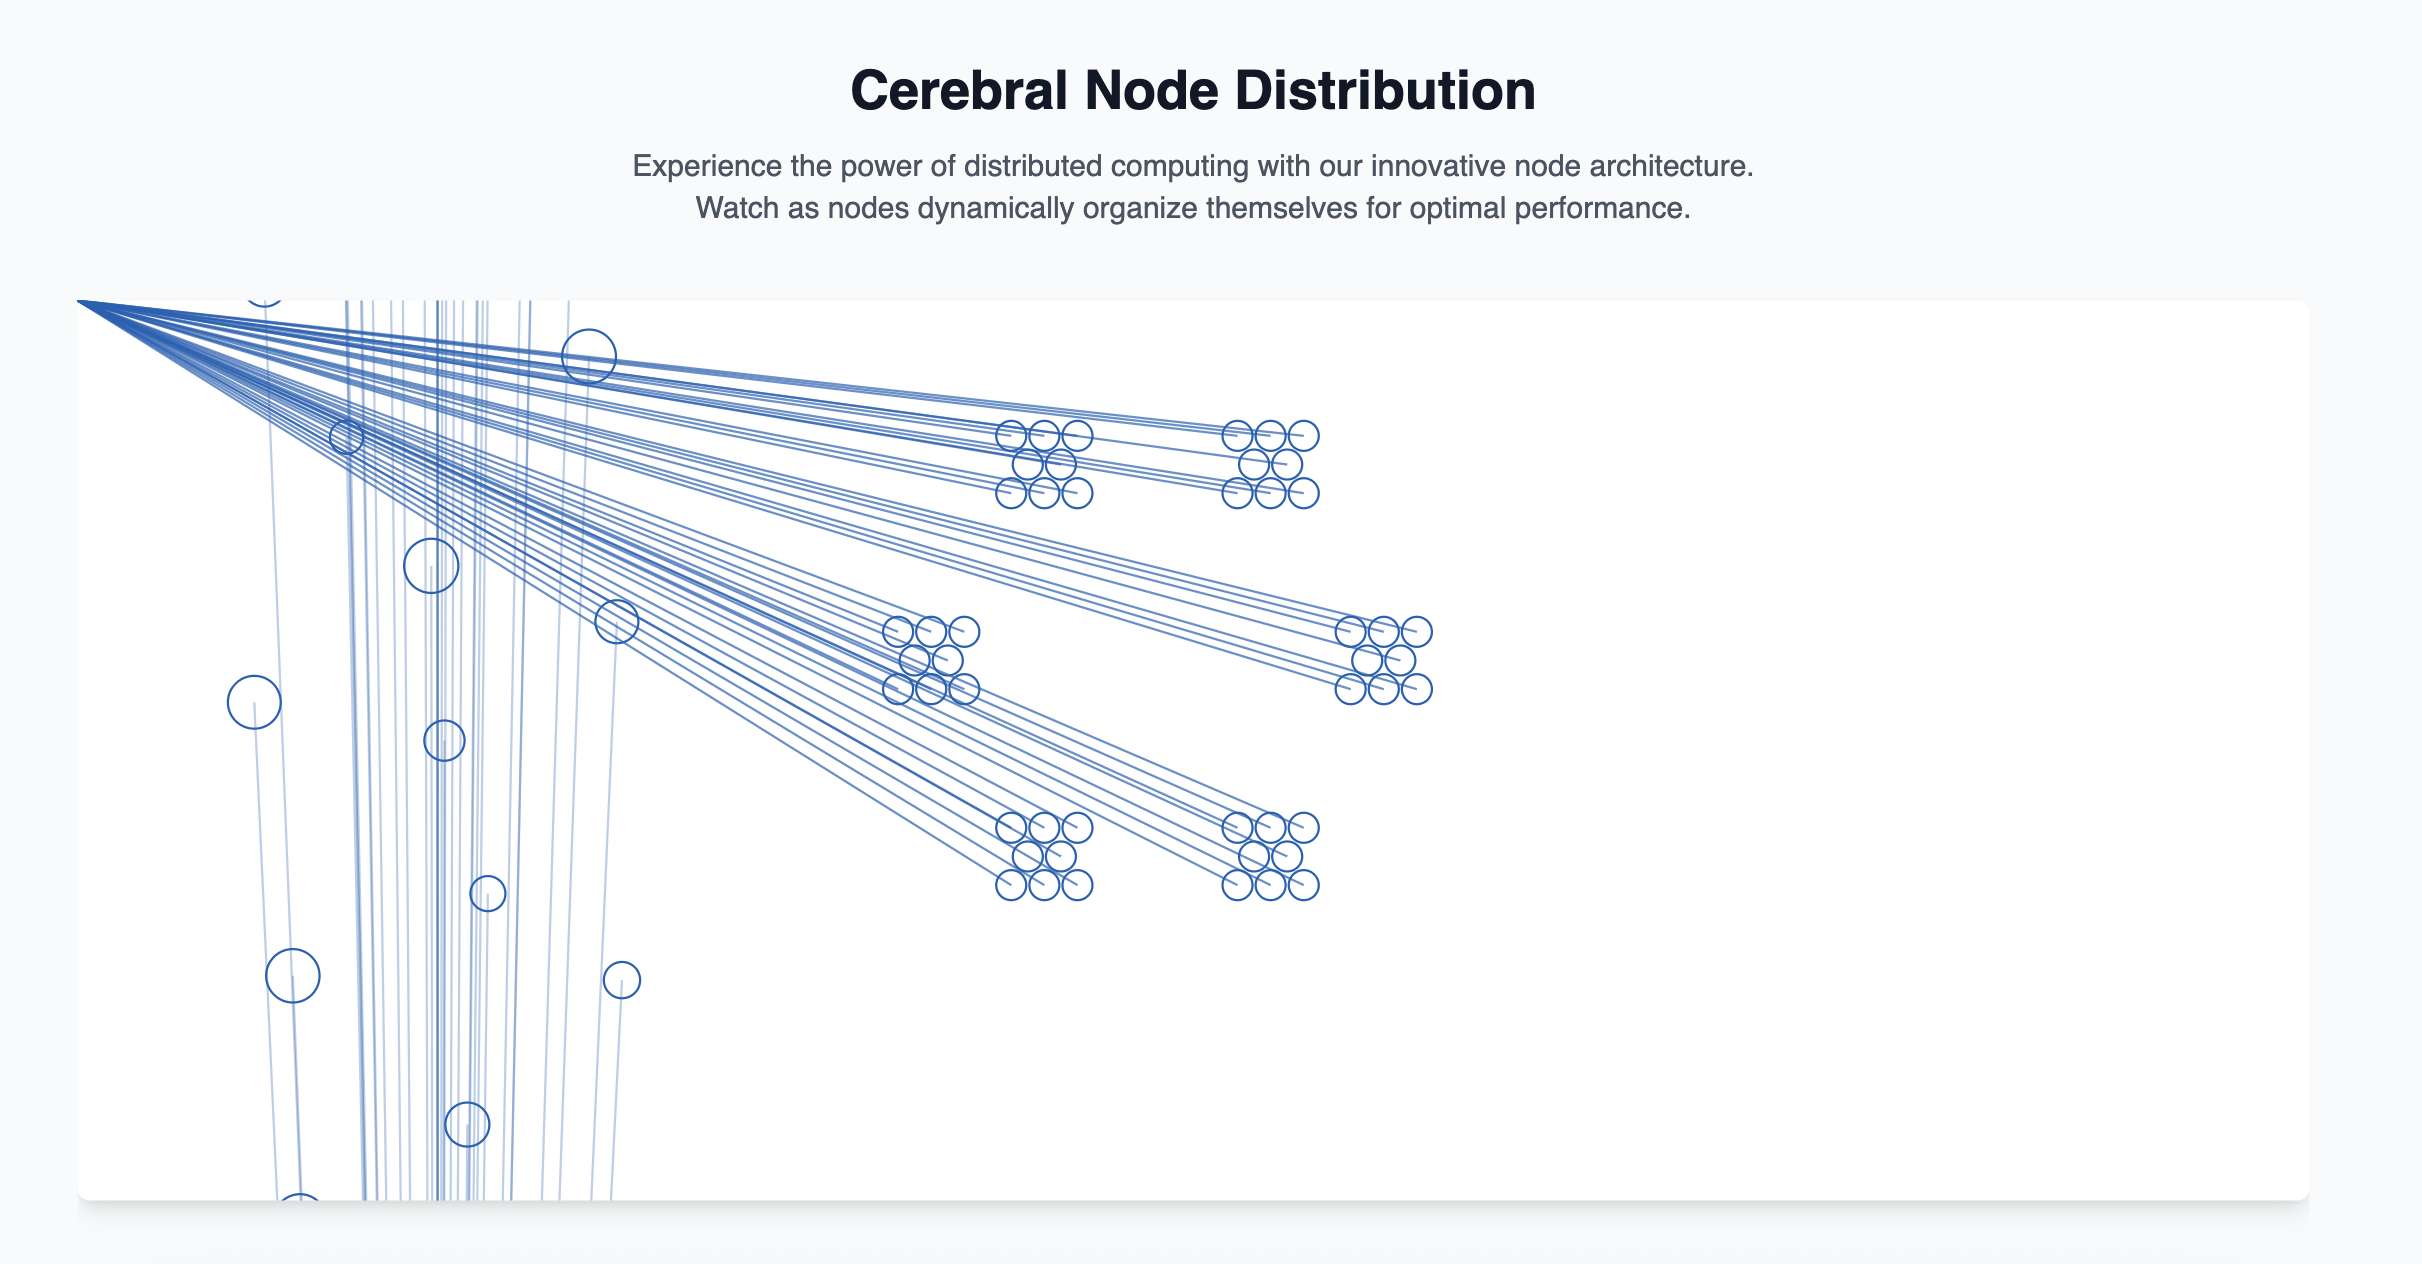 Cerebral Node Distribution
Experience the power of distributed computing with our innovative node architecture.
Watch as nodes dynamically organize themselves for optimal performance.